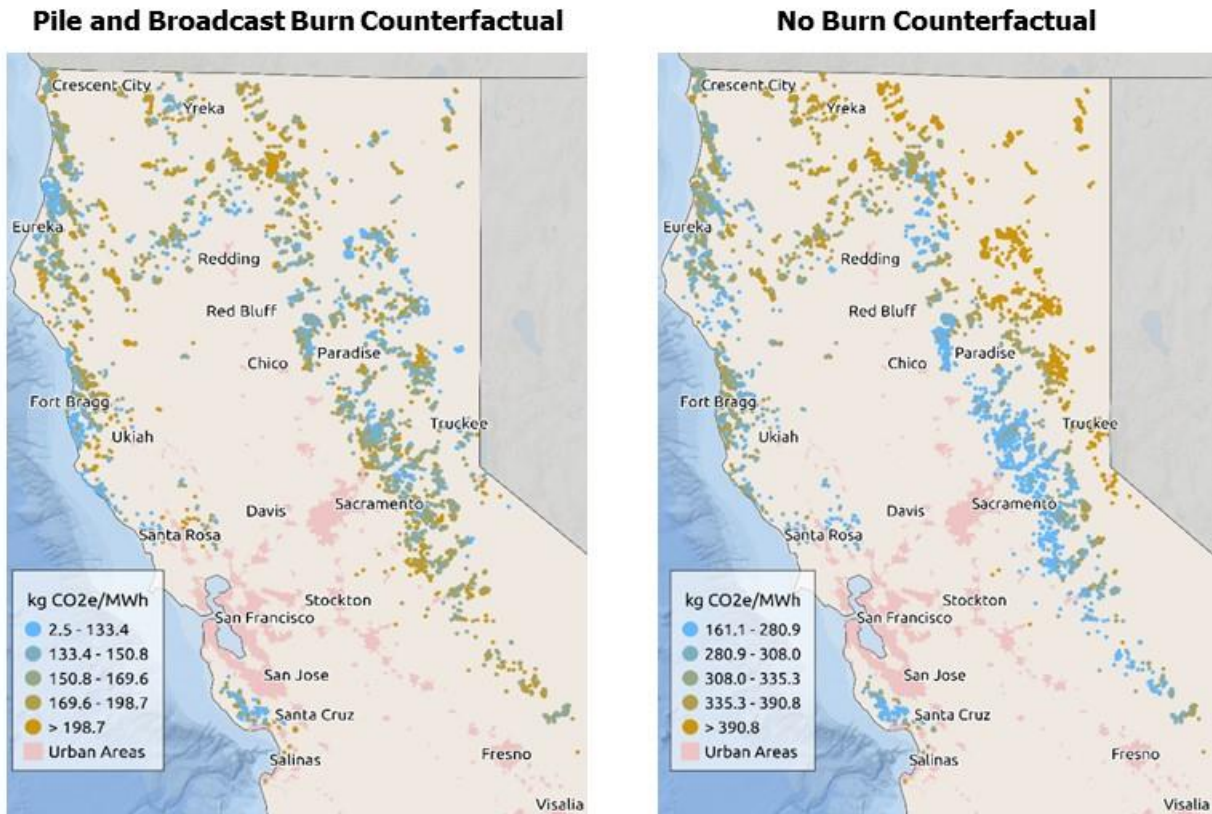 Pile and Broadcast Burn Counterfactual
Crescent City
Yreka
Eureka
Redding
Red Bluff
Paradise
Chico
Fort Bragg
Truckee
Ukiah
Sacramento
Davis
Santa Rosa
Stockton
San Francisco
San Jose
Santa Cruz
Salinas
Fresno
Visalia
kg CO2e/MWh
2.5 - 133.4
133.4 - 150.8
150.8 - 169.6
169.6 - 198.7
> 198.7
Urban Areas
No Burn Counterfactual
Crescent City
Yreka
Eureka
Redding
Red Bluff
Paradise
Chico
Fort Bragg
Truckee
Ukiah
Sacramento
Davis
Santa Rosa
Stockton
San Francisco
San Jose
Santa Cruz
Salinas
Fresno
Visalia
kg CO2e/MWh
161.1 - 280.9
280.9 - 308.0
308.0 - 335.3
335.3 - 390.8
> 390.8
Urban Areas